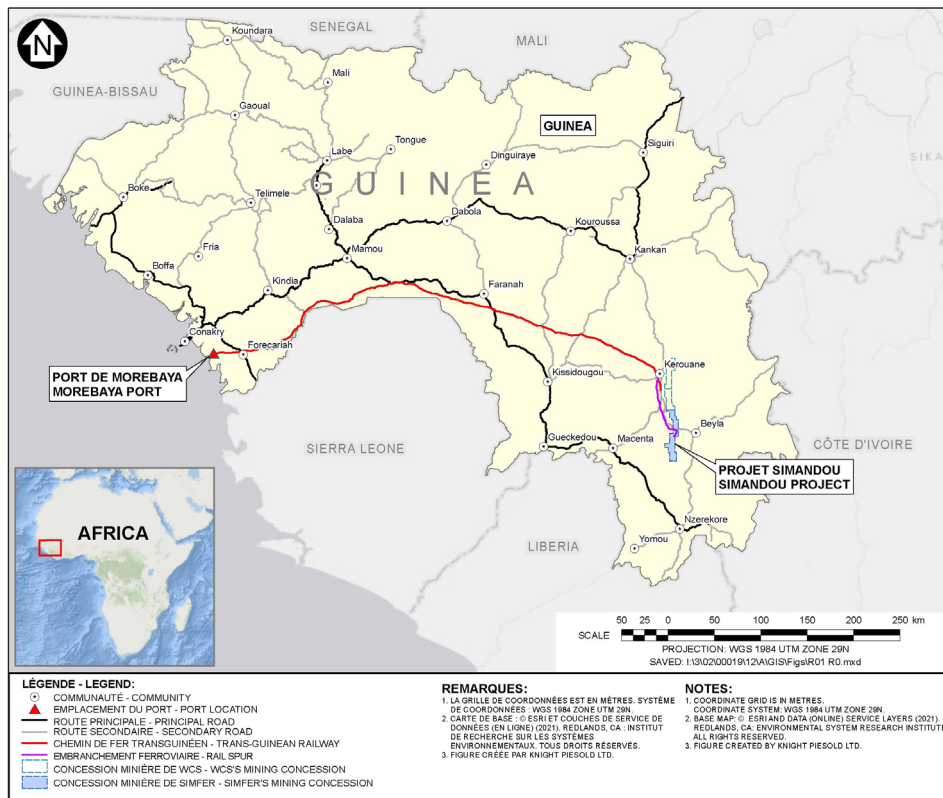 N
SENEGAL
MALI
GUINEA-BISSAU
Koundara
Mali
Gaoual
Tongue
GUINEA
Labe
Dinguiraye
Siguiri
SIKA
GUINEA
Boke
Telimele
Dalaba
Dabola
Kouroussa
Fria
Mamou
Kankan
Boffa
Kindia
Faranah
Conakry
Forecariah
PORT DE MOREBAYA
MOREBAYA PORT
Kerouane
Kissidougou
Beyla
Gueckedou
Macenta
SIERRA LEONE
CÔTE D'IVOIRE
PROJET SIMANDOU
SIMANDOU PROJECT
AFRICA
Nzerekore
Yomou
LIBERIA
50 25 0 50 100 150 200 250 km
SCALE
PROJECTION: WGS 1984 UTM ZONE 29N
SAVED: I:\3\02\00019\12\A\GIS\Figs\R01 R0.mxd
LÉGENDE - LEGEND:
COMMUNAUTÉ - COMMUNITY
EMPLACEMENT DU PORT - PORT LOCATION
ROUTE PRINCIPALE - PRINCIPAL ROAD
ROUTE SECONDAIRE - SECONDARY ROAD
CHEMIN DE FER TRANSGUINÉEN - TRANS-GUINEAN RAILWAY
EMBRANCHEMENT FERROVIAIRE - RAIL SPUR
CONCESSION MINIÈRE DE WCS - WCS'S MINING CONCESSION
CONCESSION MINIÈRE DE SIMFER - SIMFER'S MINING CONCESSION
REMARQUES:
1. LA GRILLE DE COORDONNÉES EST EN MÈTRES. SYSTÈME
DE COORDONNÉES : WGS 1984 ZONE UTM 29N.
2. CARTE DE BASE : © ESRI ET COUCHES DE SERVICE DE
DONNÉES (EN LIGNE) (2021). REDLANDS, CA : INSTITUT
DE RECHERCHE SUR LES SYSTÈMES
ENVIRONNEMENTAUX. TOUS DROITS RÉSERVÉS.
3. FIGURE CRÉÉE PAR KNIGHT PIESOLD LTD.
NOTES:
1. COORDINATE GRID IS IN METRES.
COORDINATE SYSTEM: WGS 1984 UTM ZONE 29N.
2. BASE MAP: © ESRI AND DATA (ONLINE) SERVICE LAYERS (2021).
REDLANDS, CA: ENVIRONMENTAL SYSTEM RESEARCH INSTITUTE
ALL RIGHTS RESERVED.
3. FIGURE CREATED BY KNIGHT PIESOLD LTD.